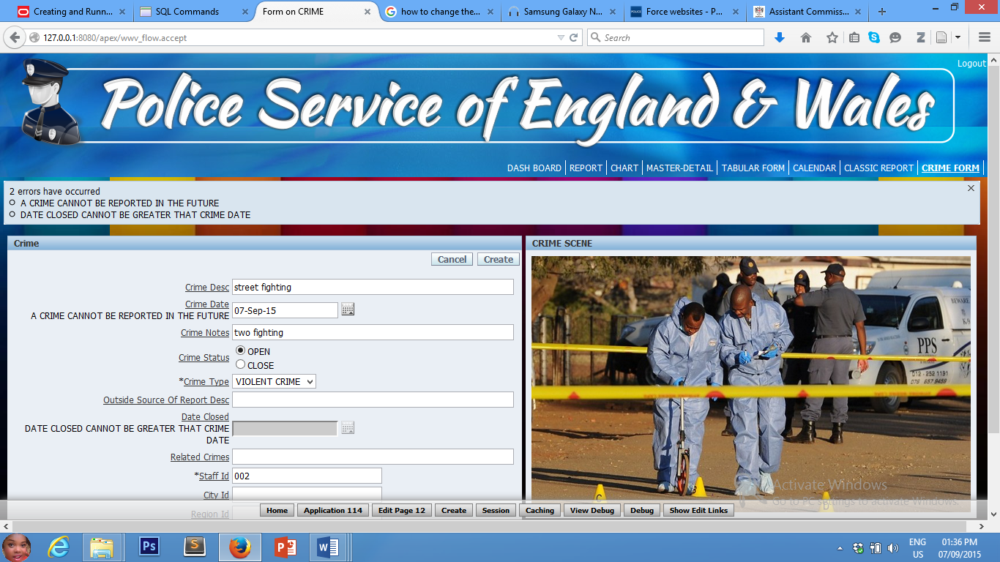 Creating and Runn...
SQL Commands
Form on CRIME
how to change the...
Samsung Galaxy N...
Force websites - P...
Assistant Commiss...
127.0.0.1:8080/apex/wwv_flow.accept
Search
Logout
Police Service of England & Wales
DASH BOARD
REPORT
CHART
MASTER-DETAIL
TABULAR FORM
CALENDAR
CLASSIC REPORT
CRIME FORM
2 errors have occurred
A CRIME CANNOT BE REPORTED IN THE FUTURE
DATE CLOSED CANNOT BE GREATER THAT CRIME DATE
Crime
Cancel
Create
Crime Desc street fighting
Crime Date
A CRIME CANNOT BE REPORTED IN THE FUTURE
07-Sep-15
Crime Notes two fighting
Crime Status
OPEN
CLOSE
*Crime Type VIOLENT CRIME
Outside Source Of Report Desc
Date Closed
DATE CLOSED CANNOT BE GREATER THAT CRIME
DATE
Related Crimes
*Staff Id 002
City Id
Region Id
CRIME SCENE
BEWARE
K-9
PPS
012 - 252 1191
C
Activate Windows
Go to PC settings to activate Windows.
Home
Application 114
Edit Page 12
Create
Session
Caching
View Debug
Debug
Show Edit Links
Ps
S
P
W
ENG
US
01:36 PM
07/09/2015